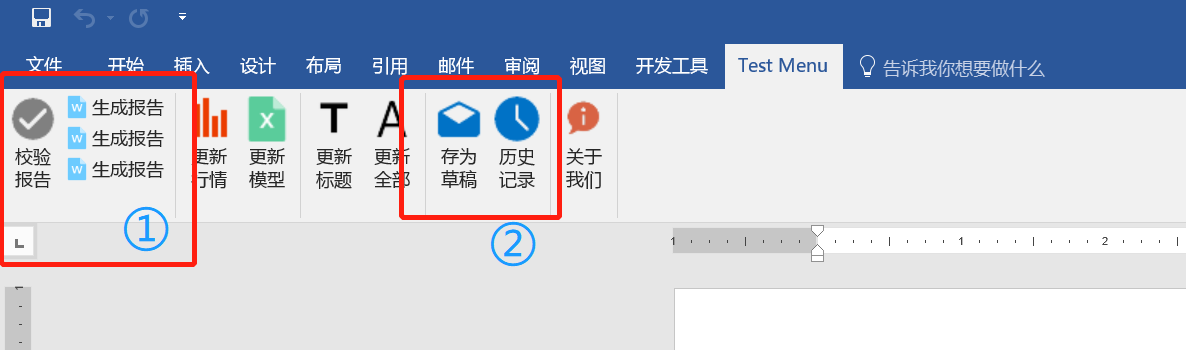 文件 开始 插入 设计 布局 引用 邮件 审阅 视图 开发工具 Test Menu 告诉我你想要做什么
校验报告
W 生成报告
W 生成报告
W 生成报告
更新行情
X
更新模型
T
更新标题
A
更新全部
存为草稿
历史记录
关于我们
①
②
L
1 1 2
1